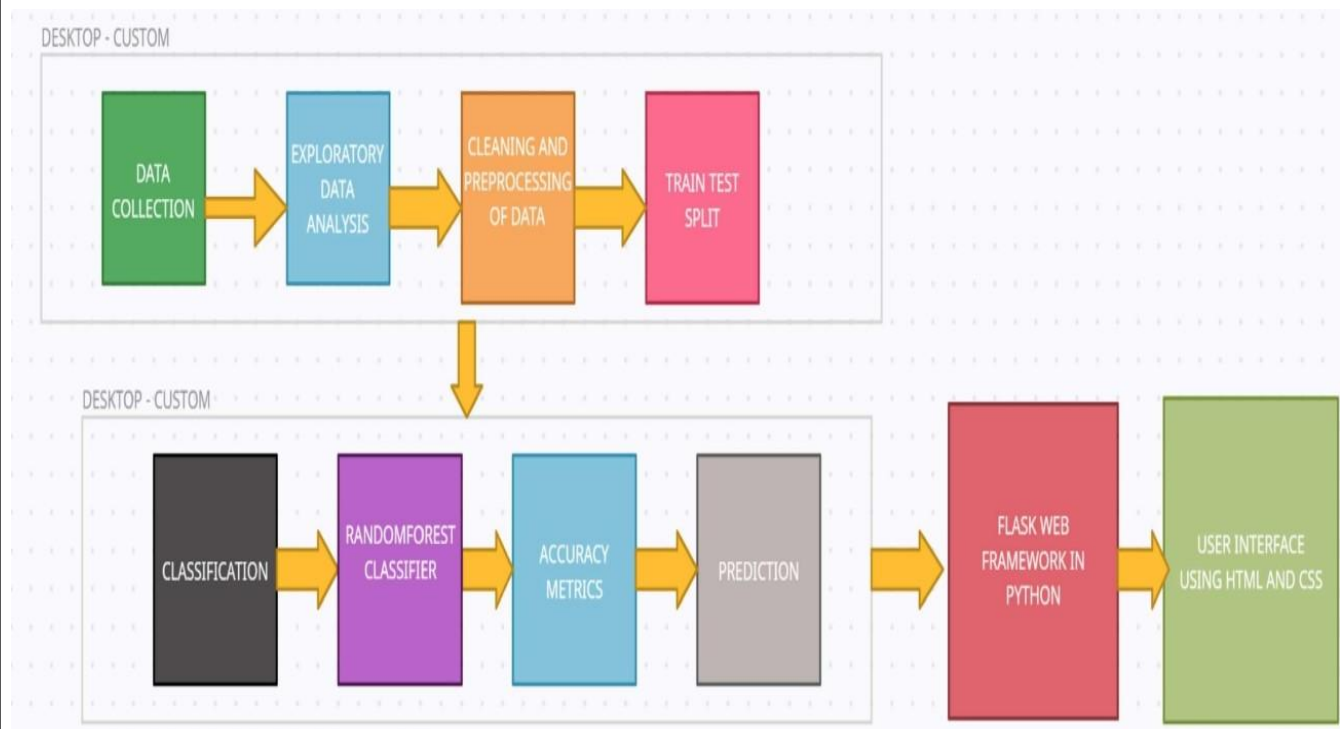 DESKTOP - CUSTOM
DATA
COLLECTION
EXPLORATORY
DATA
ANALYSIS
CLEANING AND
PREPROCESSING
OF DATA
TRAIN TEST
SPLIT
DESKTOP - CUSTOM
CLASSIFICATION
RANDOMFOREST
CLASSIFIER
ACCURACY
METRICS
PREDICTION
FLASK WEB
FRAMEWORK IN
PYTHON
USER INTERFACE
USING HTML AND CSS